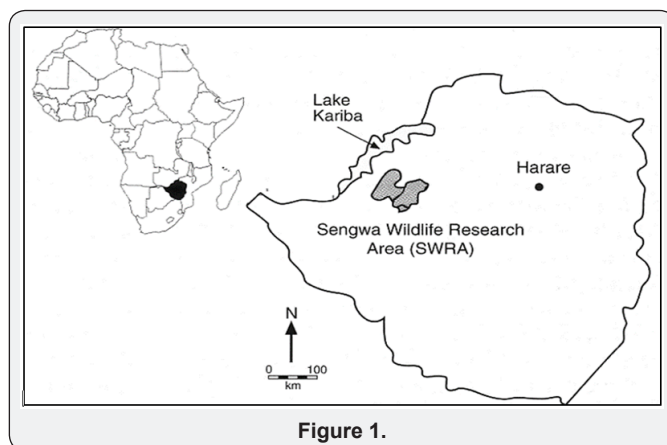 Lake
Kariba
Harare
Sengwa Wildlife Research
Area (SWRA)
N
0 100
km
Figure 1.